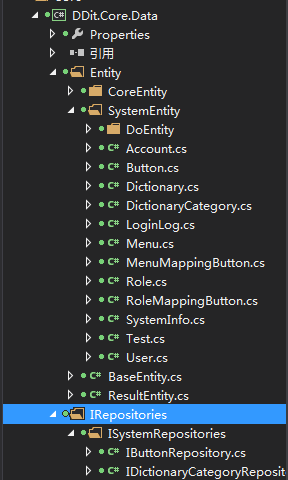 DDit.Core.Data
Properties
引用
Entity
CoreEntity
SystemEntity
DoEntity
Account.cs
Button.cs
Dictionary.cs
DictionaryCategory.cs
LoginLog.cs
Menu.cs
MenuMappingButton.cs
Role.cs
RoleMappingButton.cs
SystemInfo.cs
Test.cs
User.cs
BaseEntity.cs
ResultEntity.cs
IRepositories
ISystemRepositories
IButtonRepository.cs
IDictionaryCategoryReposit